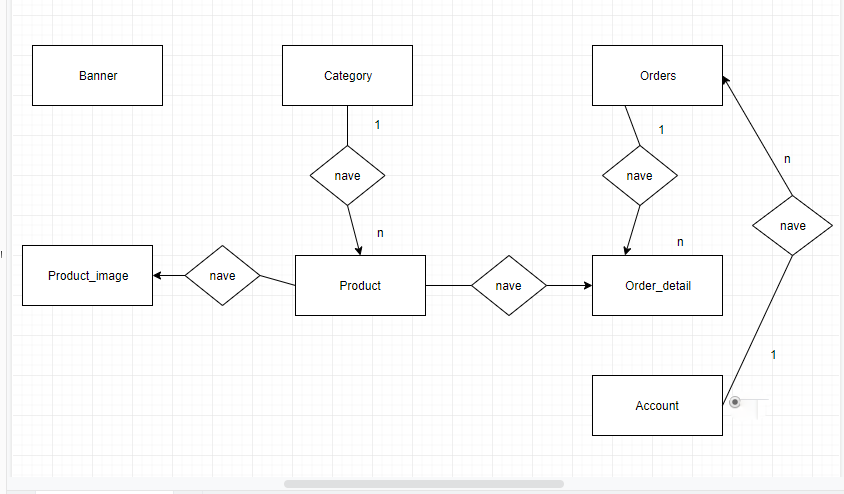 Banner
Category
Orders
1
1
nave
nave
n
nave
n
n
Product_image
nave
Product
nave
Order_detail
1
Account